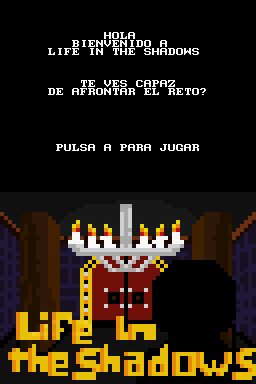 HOLA
BIENVENIDO A
LIFE IN THE SHADOWS
TE VES CAPAZ
DE AFRONTAR EL RETO?
PULSA A PARA JUGAR
Life In
the Shadows